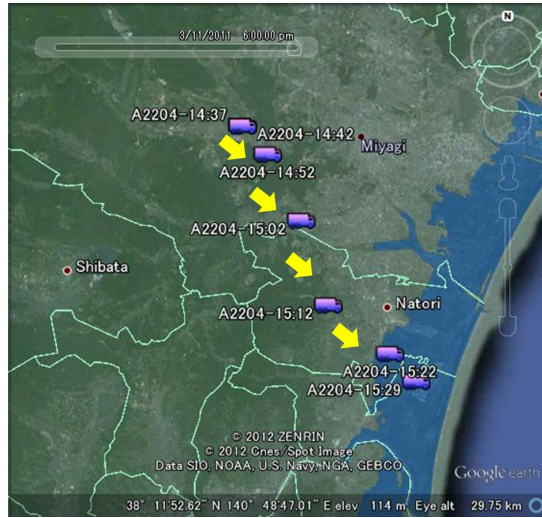 N
3/11/2011 6:00:00 pm
A2204-14:37
A2204-14:42
Miyagi
A2204-14:52
A2204-15:02
Shibata
Natori
A2204-15:12
A2204-15:22
A2204-15:29
© 2012 ZENRIN
© 2012 Cnes/Spot Image
Data SIO, NOAA, U.S. Navy, NGA, GEBCO
Google earth
38° 11'52.62" N 140° 48'47.01" E elev 114 m Eye alt 29.75 km